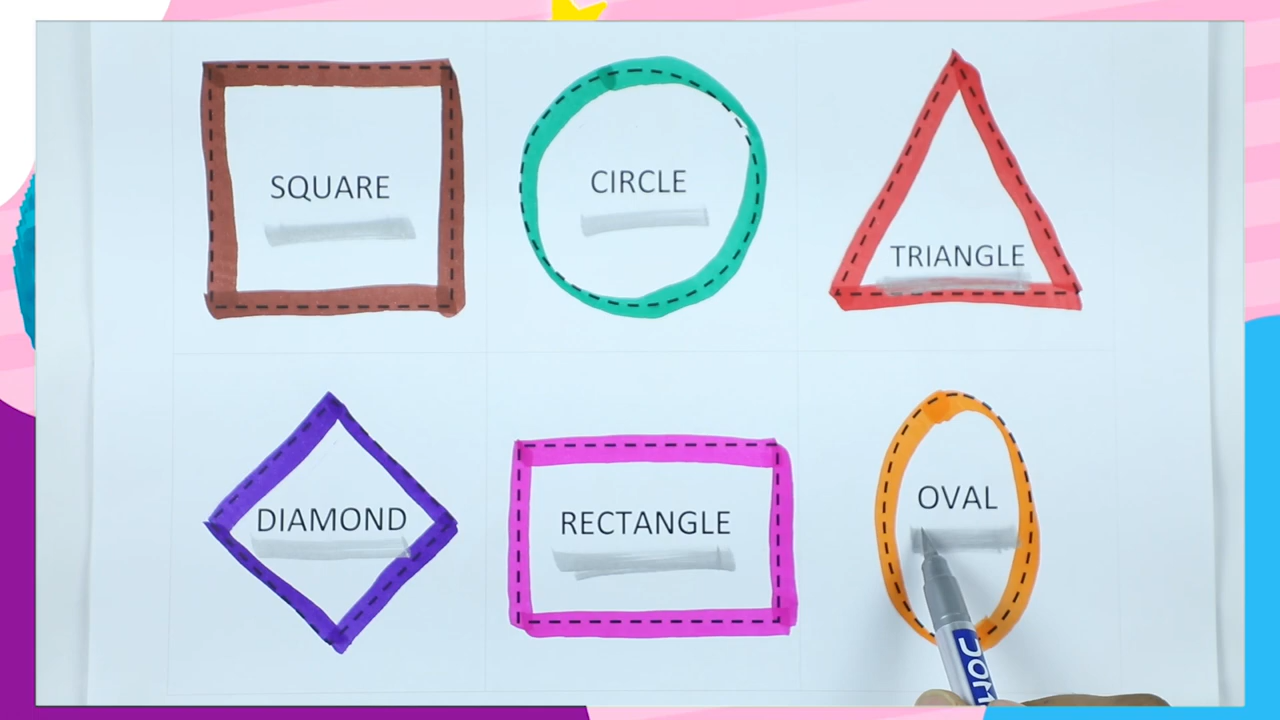 SQUARE
CIRCLE
TRIANGLE
DIAMOND
RECTANGLE
OVAL